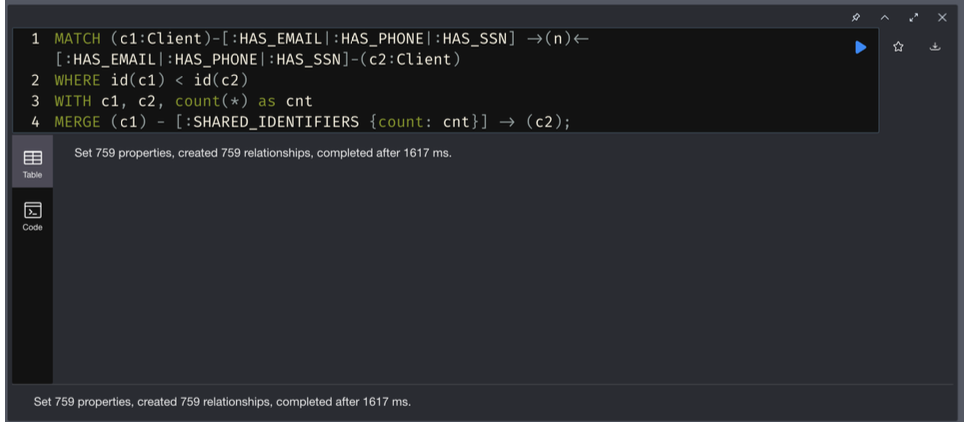 1 MATCH (c1:Client)-[:HAS_EMAIL|:HAS_PHONE|:HAS_SSN] →(n)←
[:HAS_EMAIL|:HAS_PHONE|:HAS_SSN]-(c2:Client)
2 WHERE id(c1) < id(c2)
3 WITH c1, c2, count(*) as cnt
4 MERGE (c1) - [:SHARED_IDENTIFIERS {count: cnt}] → (c2);
Set 759 properties, created 759 relationships, completed after 1617 ms.
Table
Code
Set 759 properties, created 759 relationships, completed after 1617 ms.